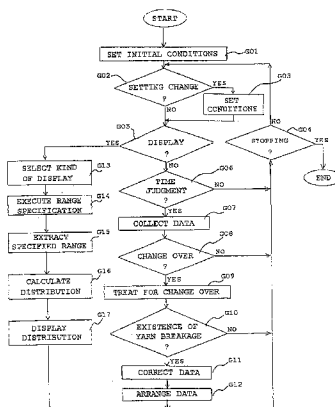 START
SET INITIAL CONDITIONS
G01
G02
SETTING CHANGE
?
YES
G03
SET
CONDITIONS
NO
NO
G04
STOPPING
?
YES
END
G03
DISPLAY
?
YES
NO
G06
TIME
JUDGMENT
?
NO
YES
G07
COLLECT DATA
G08
CHANGE OVER
?
NO
YES
G09
TREAT FOR CHANGE OVER
G10
EXISTENCE OF
YARN BREAKAGE
?
NO
YES
G11
CORRECT DATA
G12
ARRANGE DATA
G13
SELECT KIND
OF DISPLAY
G14
EXECUTE RANGE
SPECIFICATION
G15
EXTRACT
SPECIFIED RANGE
G16
CALCULATE
DISTRIBUTION
G17
DISPLAY
DISTRIBUTION